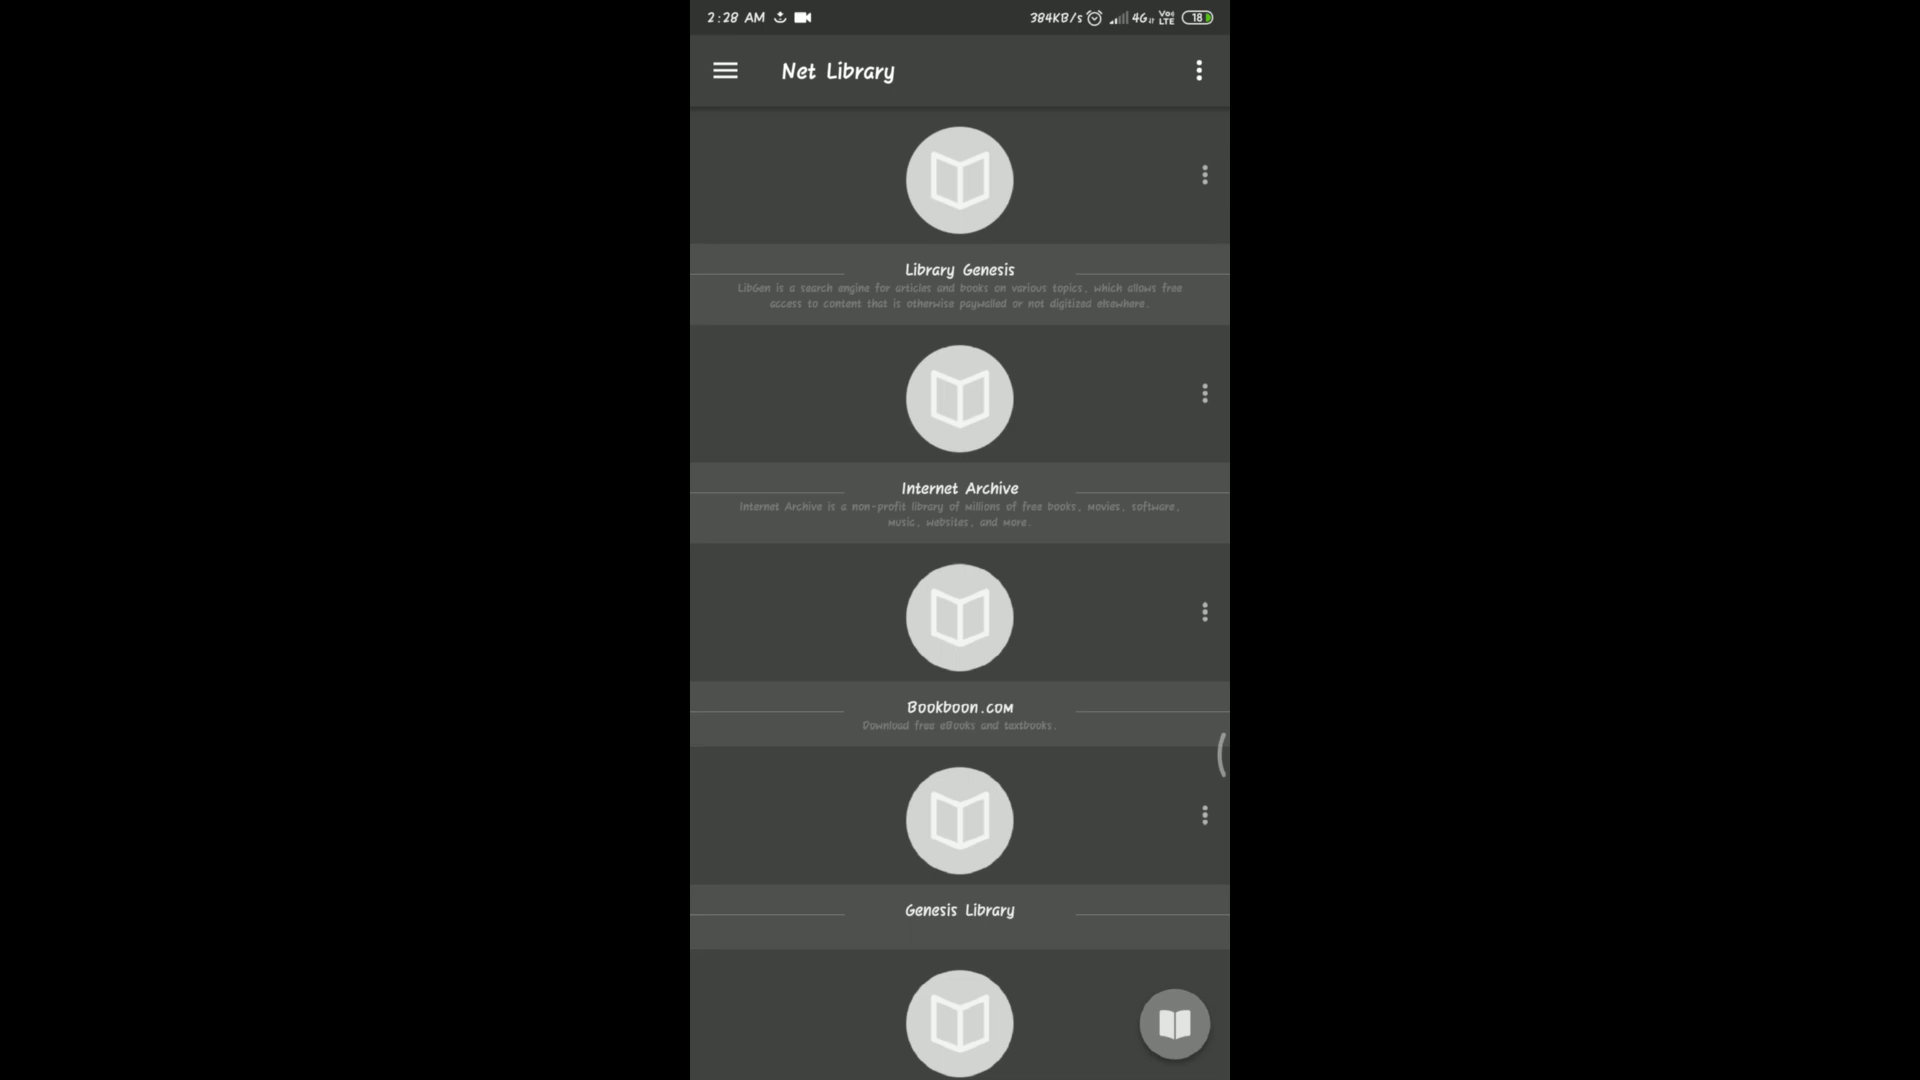 2:28 AM 384KB/s 4G Vo LTE 18
Net Library
Library Genesis
LibGen is a search engine for articles and books on various topics, which allows free
access to content that is otherwise paywalled or not digitized elsewhere.
Internet Archive
Internet Archive is a non-profit library of millions of free books, movies, software,
music, websites, and more.
Bookboon.com
Download free eBooks and textbooks.
Genesis Library